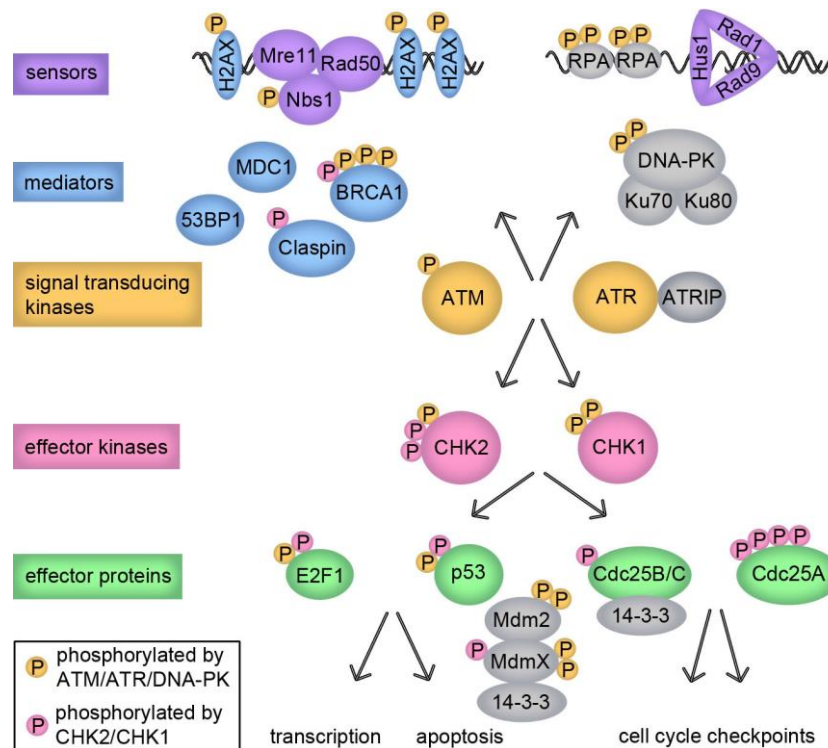 P
P
P
P P P P
H2AX
Mre11
Rad50
H2AX
H2AX
RPA
RPA
Hus1
Rad1
Rad9
sensors
P
Nbs1
P P P P
P P
MDC1
BRCA1
DNA-PK
mediators
53BP1
P
Claspin
Ku70
Ku80
signal transducing
kinases
P
ATM
ATR
ATRIP
effector kinases
P
P
P
CHK2
P P
CHK1
effector proteins
P P
E2F1
P
P
p53
P
Cdc25B/C
14-3-3
P P P P
Cdc25A
P P
Mdm2
P
MdmX
P
P
14-3-3
P phosphorylated by
ATM/ATR/DNA-PK
P phosphorylated by
CHK2/CHK1
transcription
apoptosis
cell cycle checkpoints